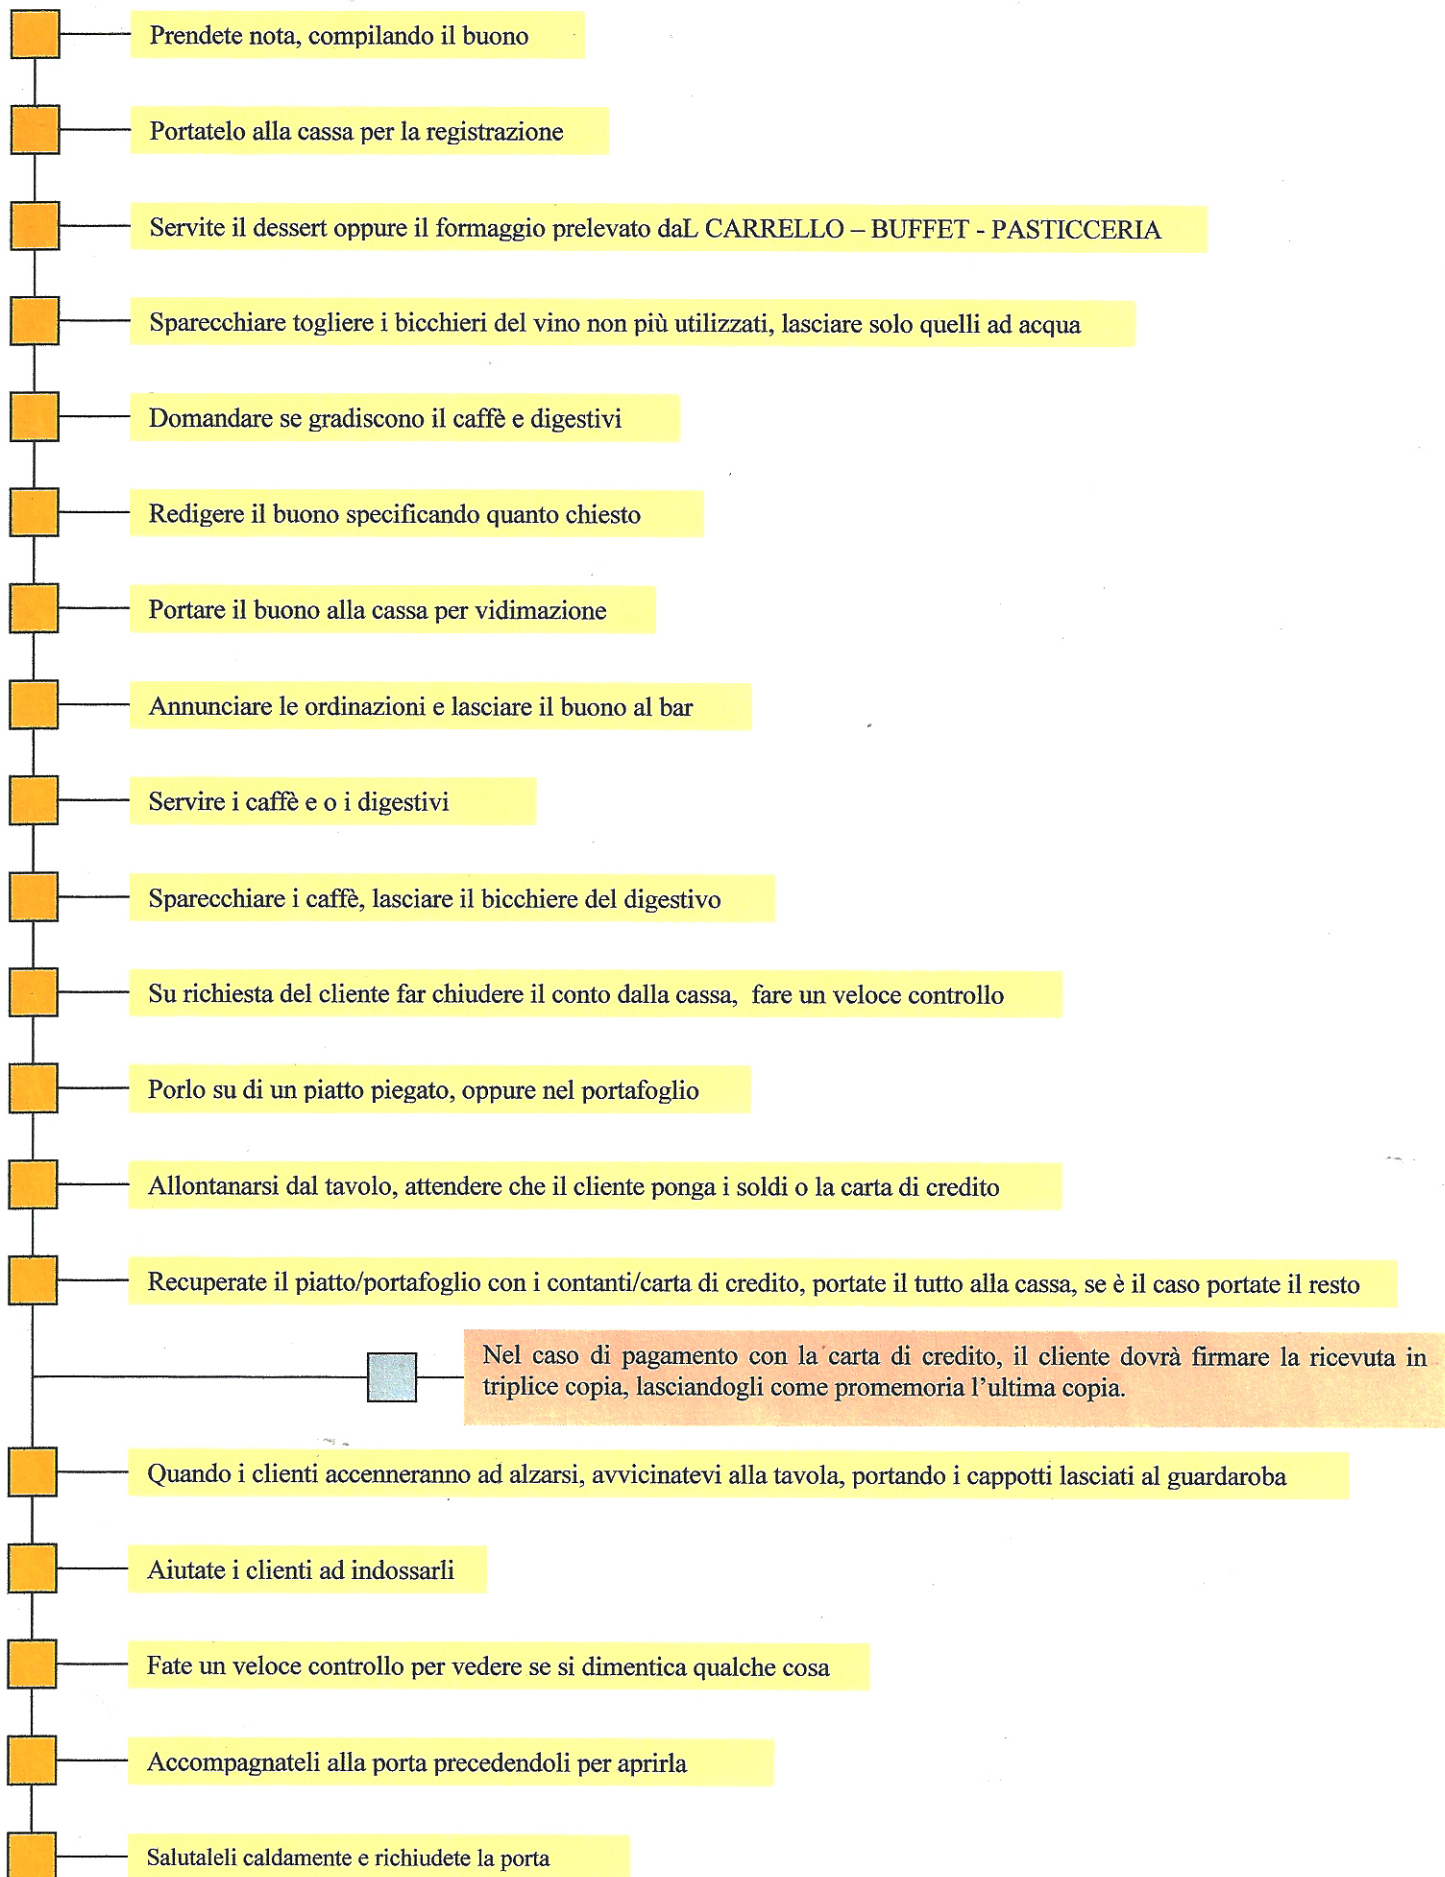 Prendete nota, compilando il buono
Portatelo alla cassa per la registrazione
Servite il dessert oppure il formaggio prelevato daL CARRELLO – BUFFET - PASTICCERIA
Sparecchiare togliere i bicchieri del vino non più utilizzati, lasciare solo quelli ad acqua
Domandare se gradiscono il caffè e digestivi
Redigere il buono specificando quanto chiesto
Portare il buono alla cassa per vidimazione
Annunciare le ordinazioni e lasciare il buono al bar
Servire i caffè e o i digestivi
Sparecchiare i caffè, lasciare il bicchiere del digestivo
Su richiesta del cliente far chiudere il conto dalla cassa,  fare un veloce controllo
Porlo su di un piatto piegato, oppure nel portafoglio
Allontanarsi dal tavolo, attendere che il cliente ponga i soldi o la carta di credito
Recuperate il piatto/portafoglio con i contanti/carta di credito, portate il tutto alla cassa, se è il caso portate il resto
Nel caso di pagamento con la carta di credito, il cliente dovrà firmare la ricevuta in
triplice copia, lasciandogli come promemoria l’ultima copia.
Quando i clienti accenneranno ad alzarsi, avvicinatevi alla tavola, portando i cappotti lasciati al guardaroba
Aiutate i clienti ad indossarli
Fate un veloce controllo per vedere se si dimentica qualche cosa
Accompagnateli alla porta precedendoli per aprirla
Salutaleli caldamente e richiudete la porta